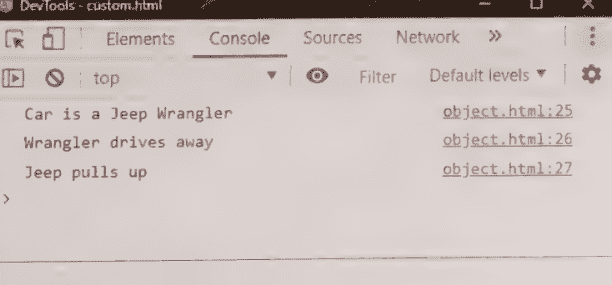 DevTools - custom.html
Elements Console Sources Network »
top Filter Default levels
Car is a Jeep Wrangler object.html:25
Wrangler drives away object.html:26
Jeep pulls up object.html:27